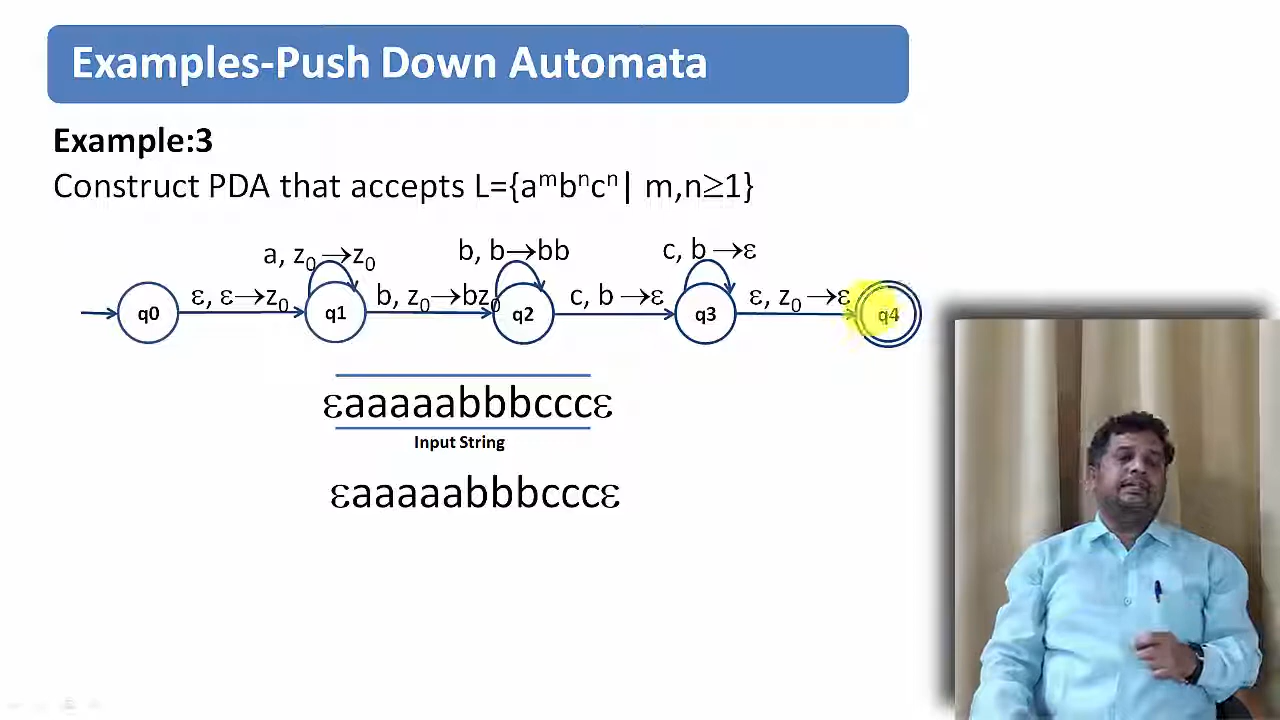 Examples-Push Down Automata
Example:3
Construct PDA that accepts L={aᵐbⁿcⁿ| m,n≥1}
a, z₀→z₀ b, b→bb c, b →ε
ε, ε→z₀ b, z₀→bz₀ c, b →ε ε, z₀ →ε
q0 q1 q2 q3 q4
εaaaaabbbcccε
Input String
εaaaaabbbcccε